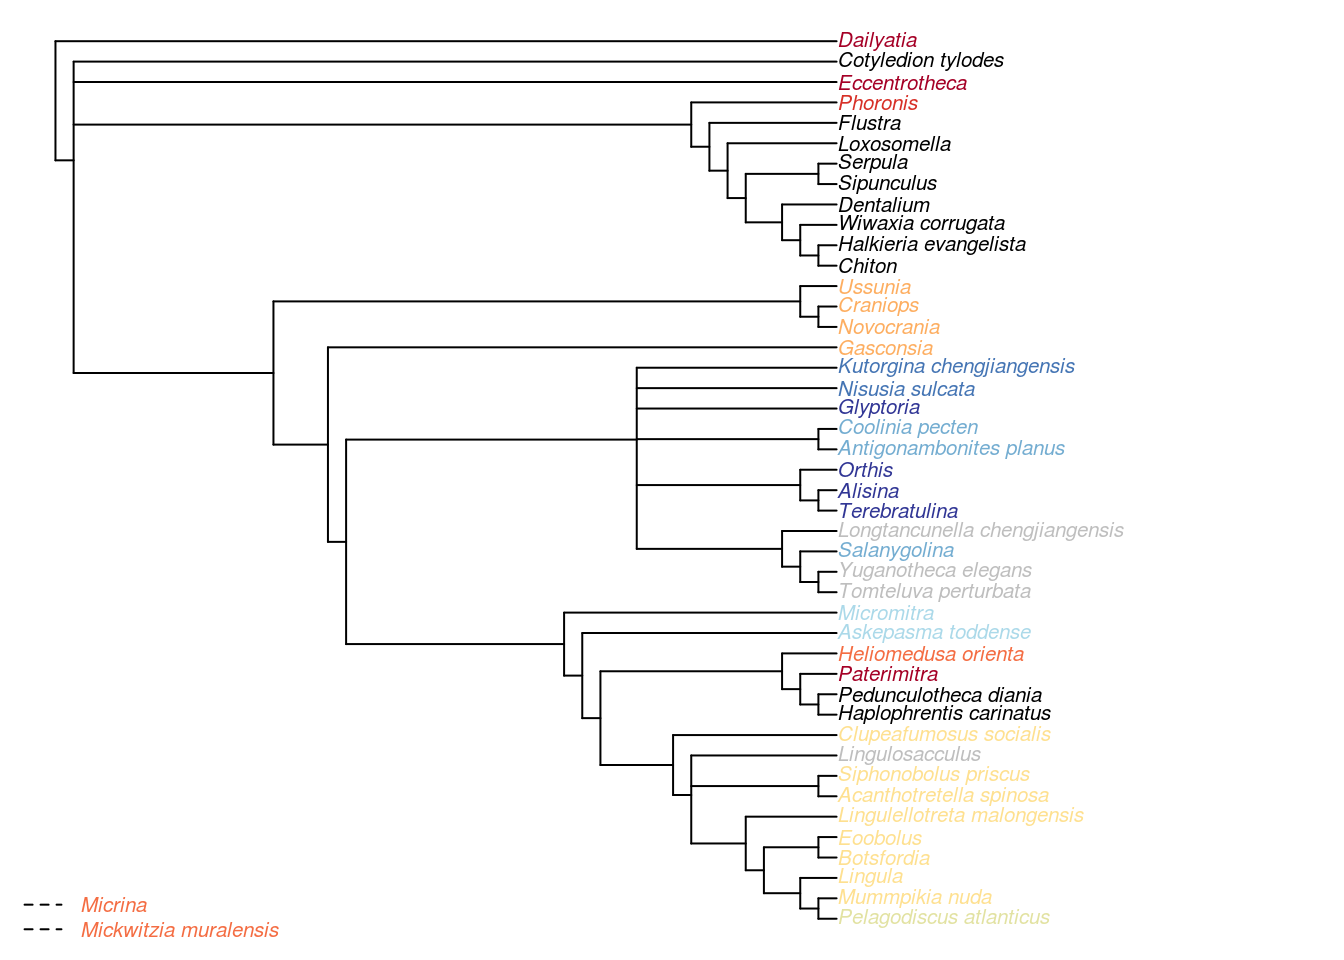 Dailyatia
Cotyledion tylodes
Eccentrotheca
Phoronis
Flustra
Loxosomella
Serpula
Sipunculus
Dentalium
Wiwaxia corrugata
Halkieria evangelista
Chiton
Ussunia
Craniops
Novocrania
Gasconsia
Kutorgina chengjiangensis
Nisusia sulcata
Glyptoria
Coolinia pecten
Antigonambonites planus
Orthis
Alisina
Terebratulina
Longtancunella chengjiangensis
Salanygolina
Yuganotheca elegans
Tomteluva perturbata
Micromitra
Askepasma toddense
Heliomedusa orienta
Paterimitra
Pedunculotheca diania
Haplophrentis carinatus
Clupeafumosus socialis
Lingulosacculus
Siphonobolus priscus
Acanthotretella spinosa
Lingulellotreta malongensis
Eoobolus
Botsfordia
Lingula
Mummpikia nuda
Pelagodiscus atlanticus
Micrina
Mickwitzia muralensis